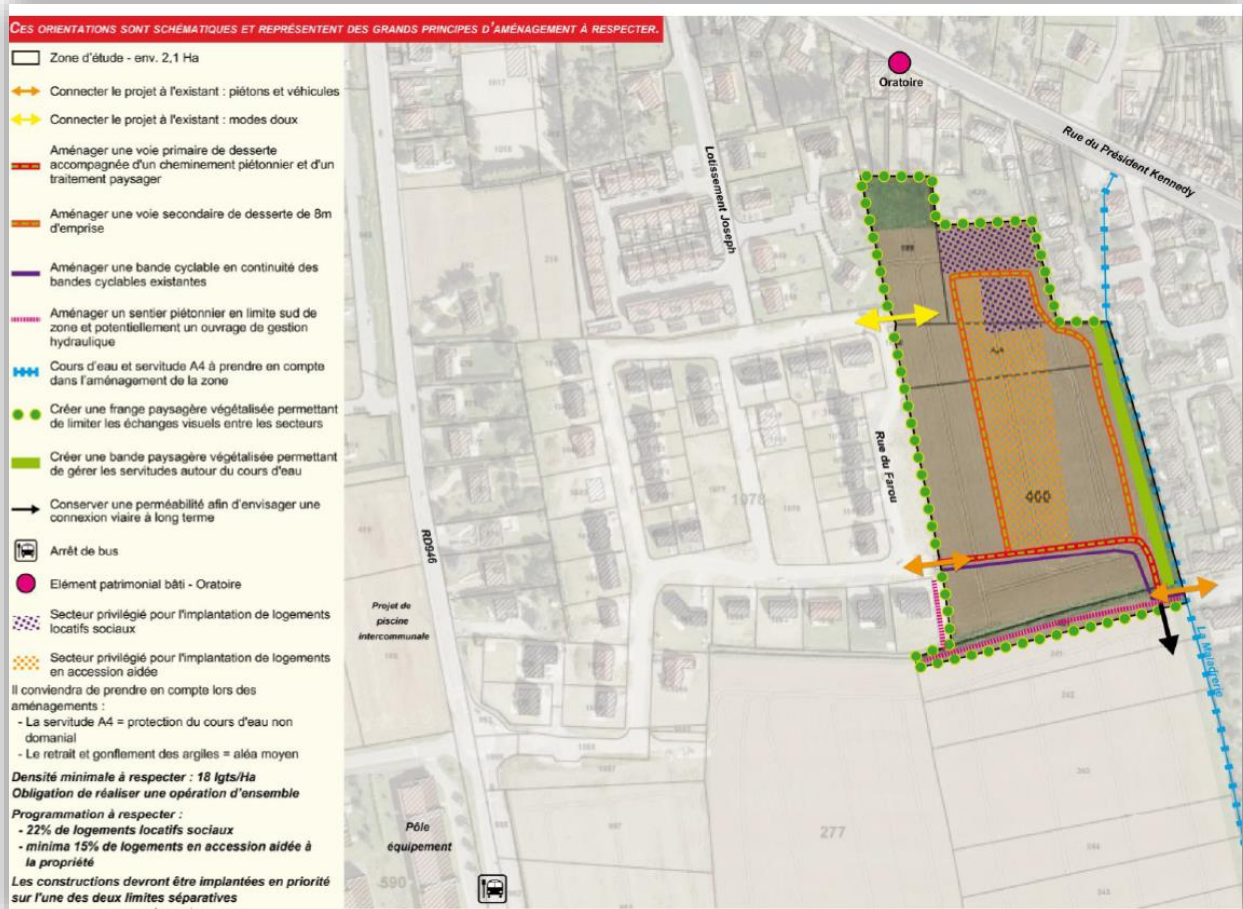 CES ORIENTATIONS SONT SCHÉMATIQUES ET REPRÉSENTENT DES GRANDS PRINCIPES D'AMÉNAGEMENT À RESPECTER.
Zone d'étude - env. 2,1 Ha
Connecter le projet à l'existant : piétons et véhicules
Connecter le projet à l'existant : modes doux
Aménager une voie primaire de desserte
accompagnée d'un cheminement piétonnier et d'un
traitement paysager
Aménager une voie secondaire de desserte de 8m
d'emprise
Aménager une bande cyclable en continuité des
bandes cyclables existantes
Aménager un sentier piétonnier en limite sud de
zone et potentiellement un ouvrage de gestion
hydraulique
Cours d'eau et servitude A4 à prendre en compte
dans l'aménagement de la zone
Créer une frange paysagère végétalisée permettant
de limiter les échanges visuels entre les secteurs
Créer une bande paysagère végétalisée permettant
de gérer les servitudes autour du cours d'eau
Conserver une perméabilité afin d'envisager une
connexion viaire à long terme
Arrêt de bus
Elément patrimonial bâti - Oratoire
Secteur privilégié pour l'implantation de logements
locatifs sociaux
Secteur privilégié pour l'implantation de logements
en accession aidée
Il conviendra de prendre en compte lors des
aménagements :
- La servitude A4 = protection du cours d'eau non
domanial
- Le retrait et gonflement des argiles = aléa moyen
Densité minimale à respecter : 18 lgts/Ha
Obligation de réaliser une opération d'ensemble
Programmation à respecter :
- 22% de logements locatifs sociaux
- minima 15% de logements en accession aidée à
la propriété
Les constructions devront être implantées en priorité
sur l'une des deux limites séparatives
Oratoire
Rue du Président Kennedy
Lotissement Joseph
Rue du Farou
RD946
1078
400
Projet de
piscine
intercommunale
La Maladrerie
Pôle
équipement
277
590